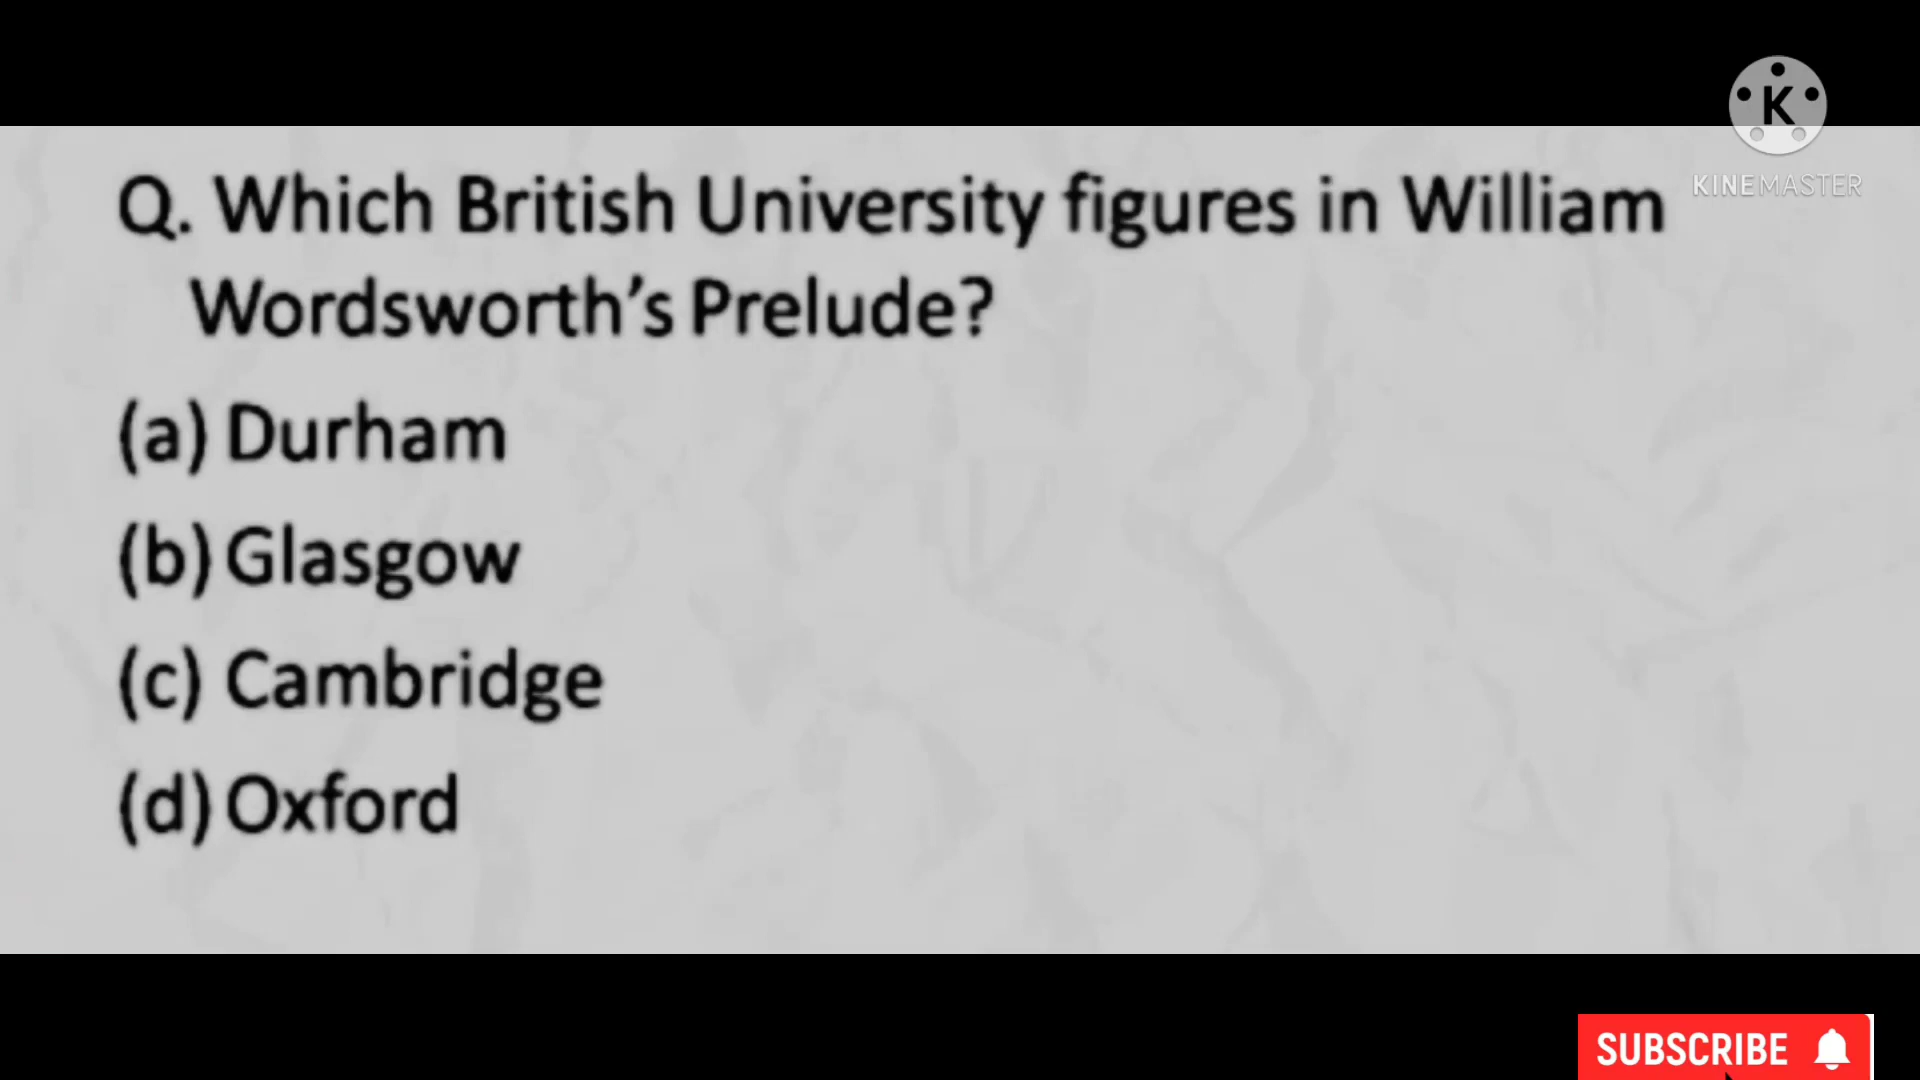 K
KINEMASTER
Q. Which British University figures in William
Wordsworth’s Prelude?
(a) Durham
(b) Glasgow
(c) Cambridge
(d) Oxford
SUBSCRIBE